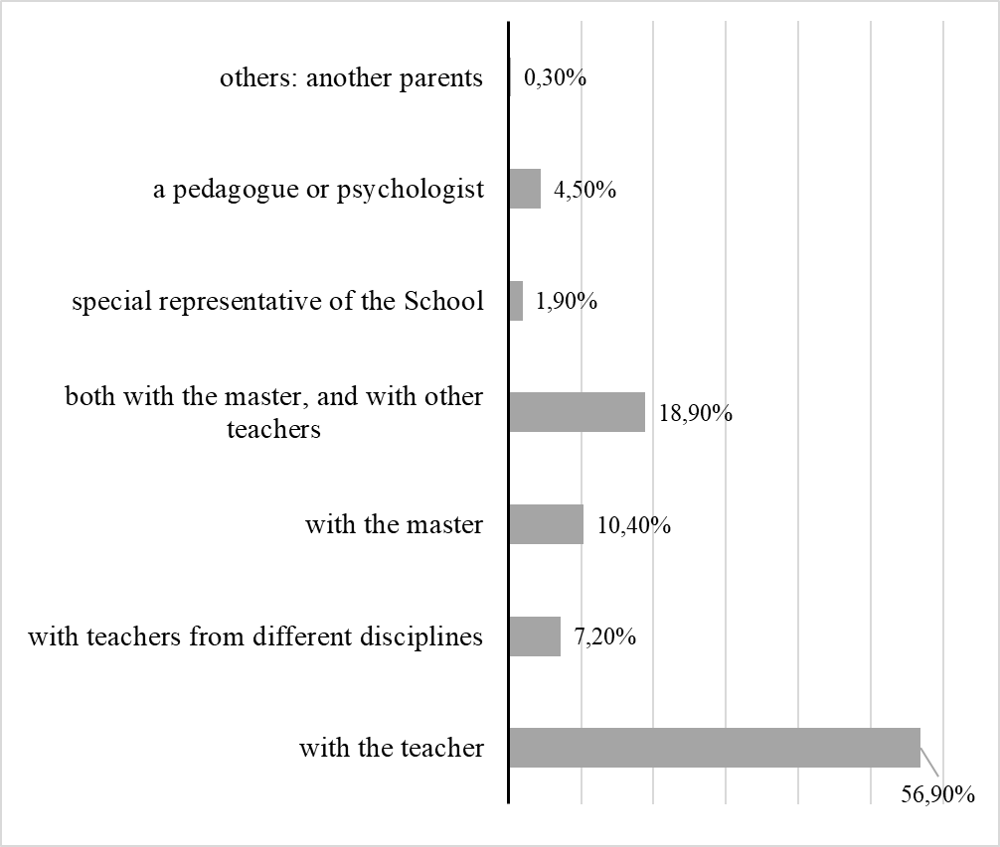 others: another parents
0,30%
a pedagogue or psychologist
4,50%
special representative of the School
1,90%
both with the master, and with other
teachers
18,90%
with the master
10,40%
with teachers from different disciplines
7,20%
with the teacher
56,90%